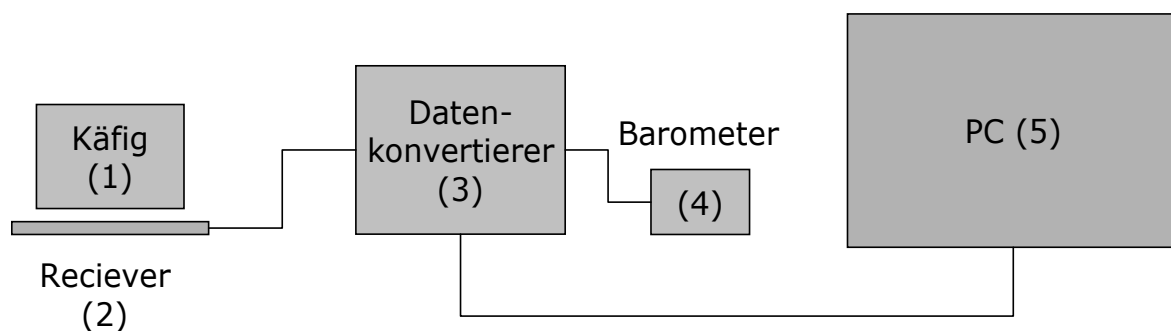 Käfig
(1)
Reciever
(2)
Daten-
konvertierer
(3)
Barometer
(4)
PC (5)